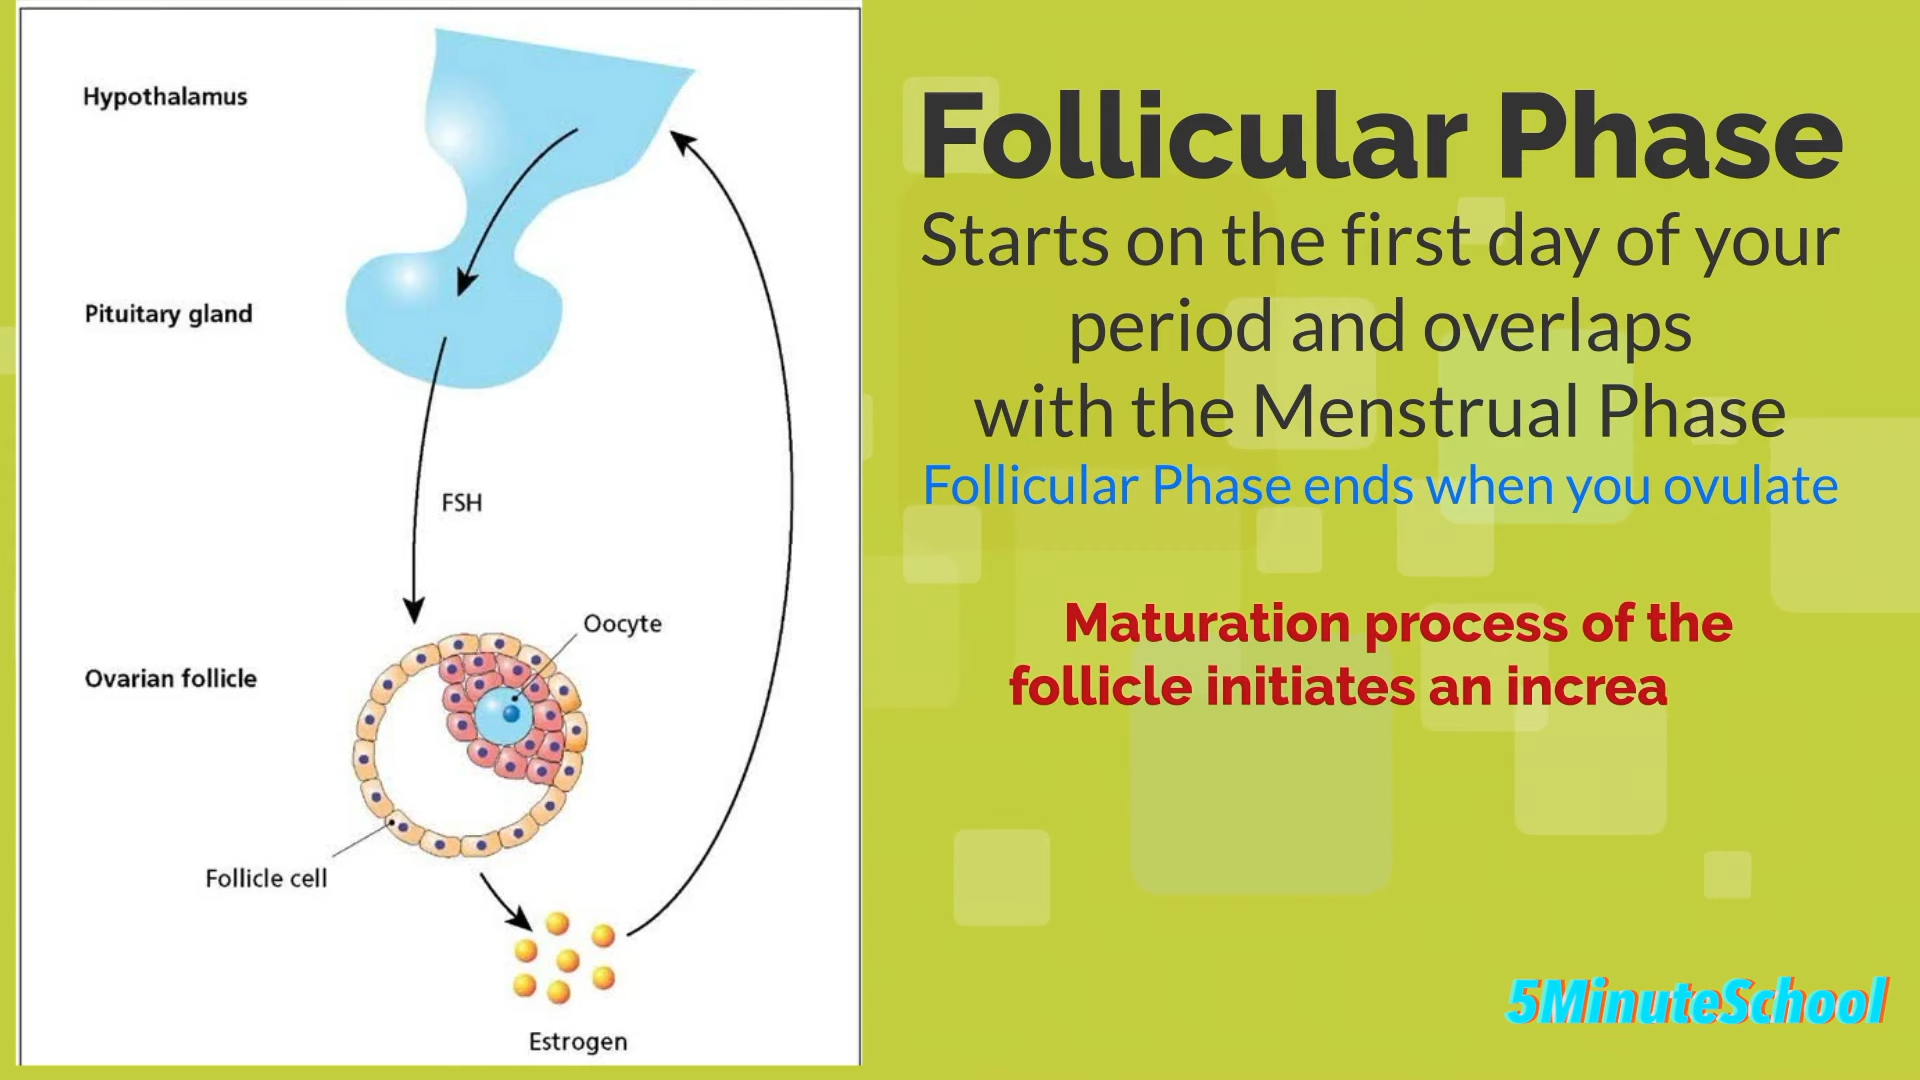 Hypothalamus
Pituitary gland
FSH
Oocyte
Ovarian follicle
Follicle cell
Estrogen
Follicular Phase
Starts on the first day of your
period and overlaps
with the Menstrual Phase
Follicular Phase ends when you ovulate
Maturation process of the
follicle initiates an increa
5MinuteSchool